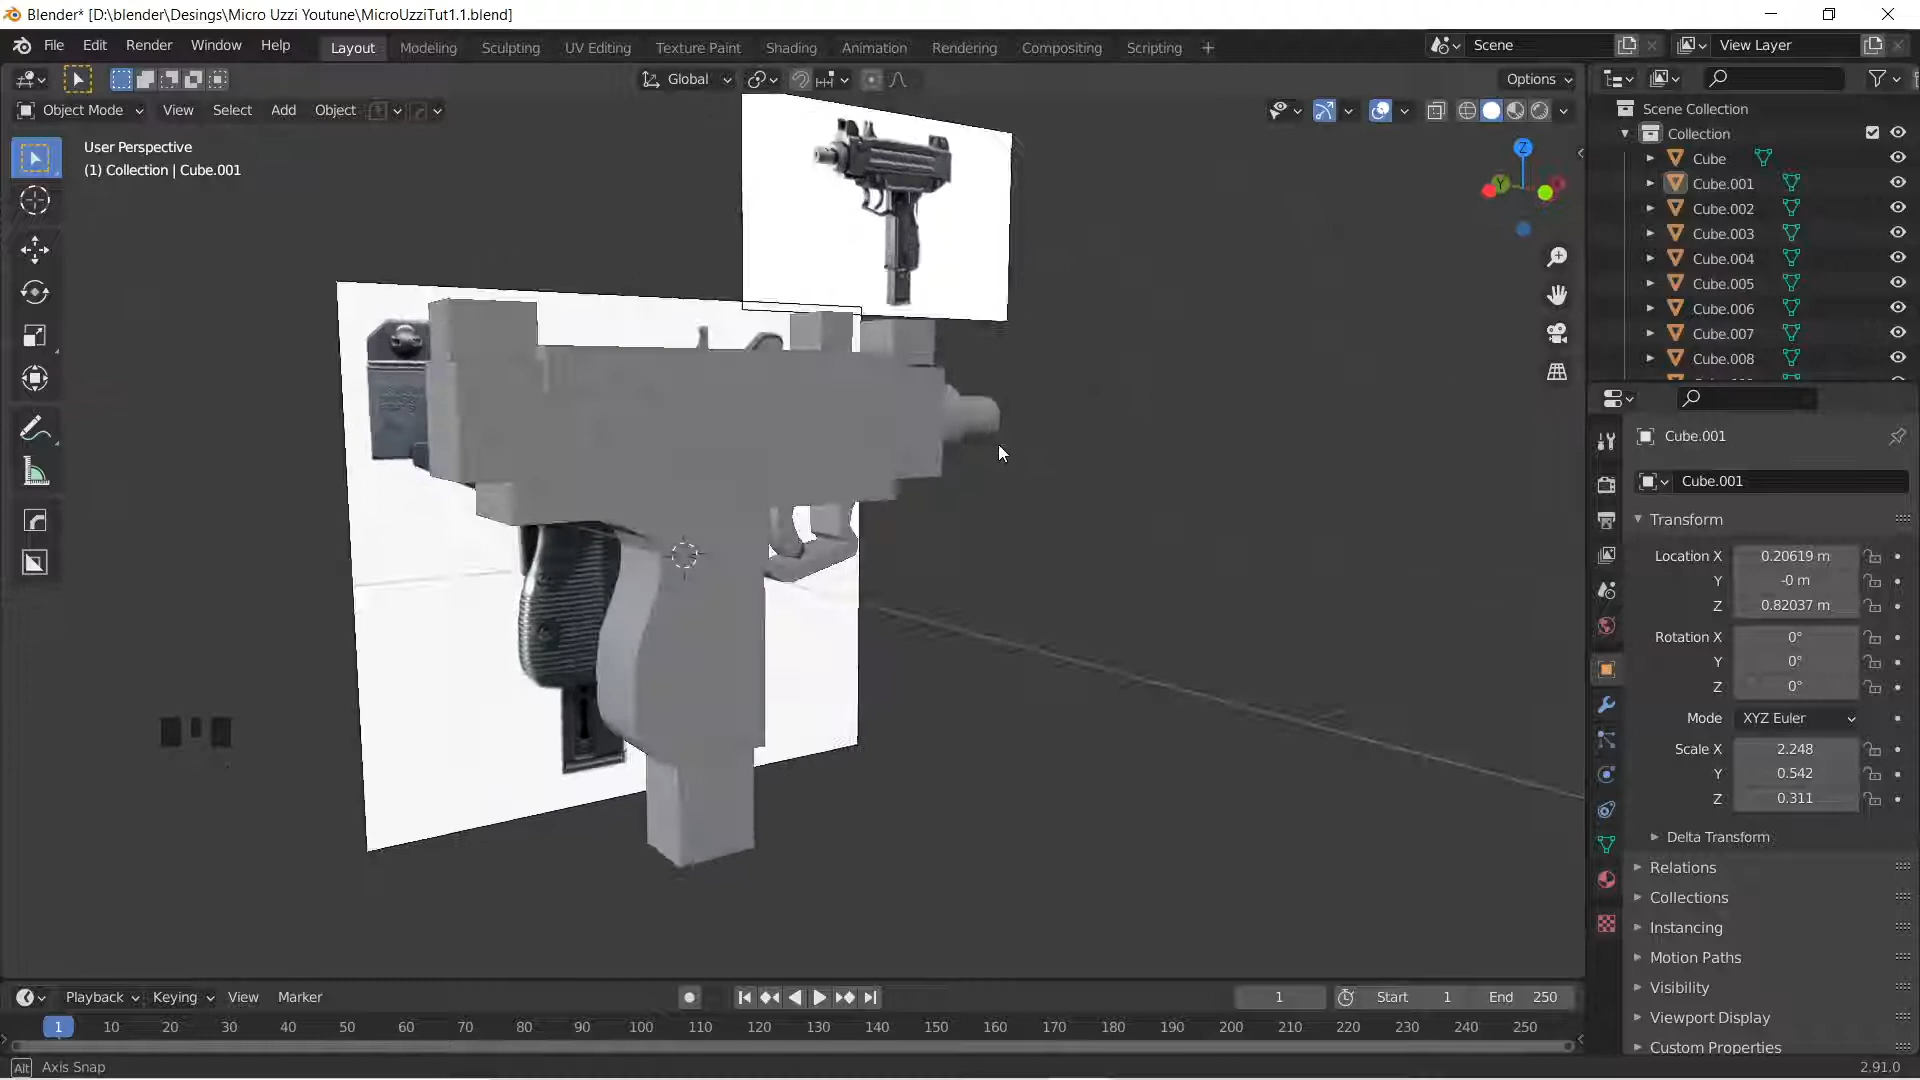 Blender* [D:\blender\Desings\Micro Uzzi Youtune\MicroUzziTut1.1.blend]
File Edit Render Window Help Layout Modeling Sculpting UV Editing Texture Paint Shading Animation Rendering Compositing Scripting + Scene View Layer
Global Options
Object Mode View Select Add Object
User Perspective
(1) Collection | Cube.001
Z
Y
Scene Collection
Collection
Cube
Cube.001
Cube.002
Cube.003
Cube.004
Cube.005
Cube.006
Cube.007
Cube.008
Cube.001
Cube.001
Transform
Location X 0.20619 m
Y -0 m
Z 0.82037 m
Rotation X 0°
Y 0°
Z 0°
Mode XYZ Euler
Scale X 2.248
Y 0.542
Z 0.311
Delta Transform
Relations
Collections
Instancing
Motion Paths
Visibility
Viewport Display
Custom Properties
Playback Keying View Marker 1 Start 1 End 250
1 10 20 30 40 50 60 70 80 90 100 110 120 130 140 150 160 170 180 190 200 210 220 230 240 250
Alt Axis Snap 2.91.0